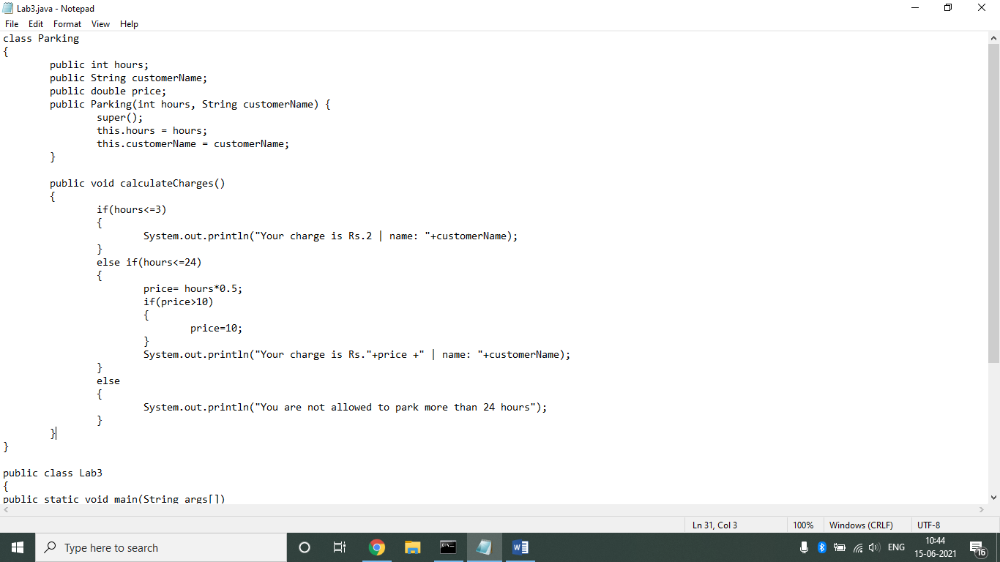 Lab3.java - Notepad
File Edit Format View Help
class Parking
{
        public int hours;
        public String customerName;
        public double price;
        public Parking(int hours, String customerName) {
                super();
                this.hours = hours;
                this.customerName = customerName;
        }

        public void calculateCharges()
        {
                if(hours<=3)
                {
                        System.out.println("Your charge is Rs.2 | name: "+customerName);
                }
                else if(hours<=24)
                {
                        price= hours*0.5;
                        if(price>10)
                        {
                                price=10;
                        }
                        System.out.println("Your charge is Rs."+price +" | name: "+customerName);
                }
                else
                {
                        System.out.println("You are not allowed to park more than 24 hours");
                }
        }
}

public class Lab3
{
public static void main(String args[])
Ln 31, Col 3 100% Windows (CRLF) UTF-8
Type here to search
ENG
10:44
15-06-2021
16